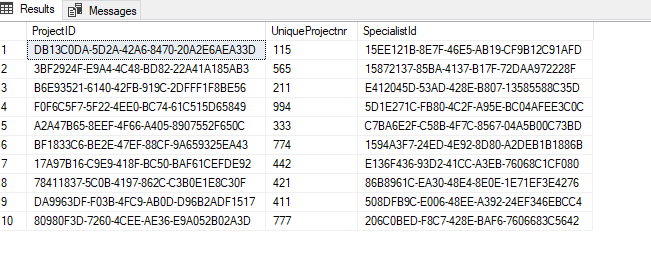 Results Messages
ProjectID UniqueProjectnr SpecialistId
1 DB13C0DA-5D2A-42A6-8470-20A2E6AEA33D 115 15EE121B-8E7F-46E5-AB19-CF9B12C91AFD
2 3BF2924F-E9A4-4C48-BD82-22A41A185AB3 565 15872137-85BA-4137-B17F-72DAA972228F
3 B6E93521-6140-42FB-919C-2DFFF1F8BE56 211 E412045D-53AD-428E-B807-13585588C35D
4 F0F6C5F7-5F22-4EE0-BC74-61C515D65849 994 5D1E271C-FB80-4C2F-A95E-BC04AFEE3C0C
5 A2A47B65-8EEF-4F66-A405-8907552F650C 333 C7BA6E2F-C58B-4F7C-8567-04A5B00C73BD
6 BF1833C6-BE2E-47EF-88CF-9A659325EA43 774 1594A3F7-24ED-4E92-8D80-A2DEB1B1886B
7 17A97B16-C9E9-418F-BC50-BAF61CEFDE92 442 E136F436-93D2-41CC-A3EB-76068C1CF080
8 78411837-5C0B-4197-862C-C3B0E1E8C30F 421 86B8961C-EA30-48E4-8E0E-1E71EF3E4276
9 DA9963DF-F03B-4FC9-AB0D-D96B2ADF1517 411 508DFB9C-E006-48EE-A392-24EF346EBCC4
10 80980F3D-7260-4CEE-AE36-E9A052B02A3D 777 206C0BED-F8C7-428E-BAF6-7606683C5642